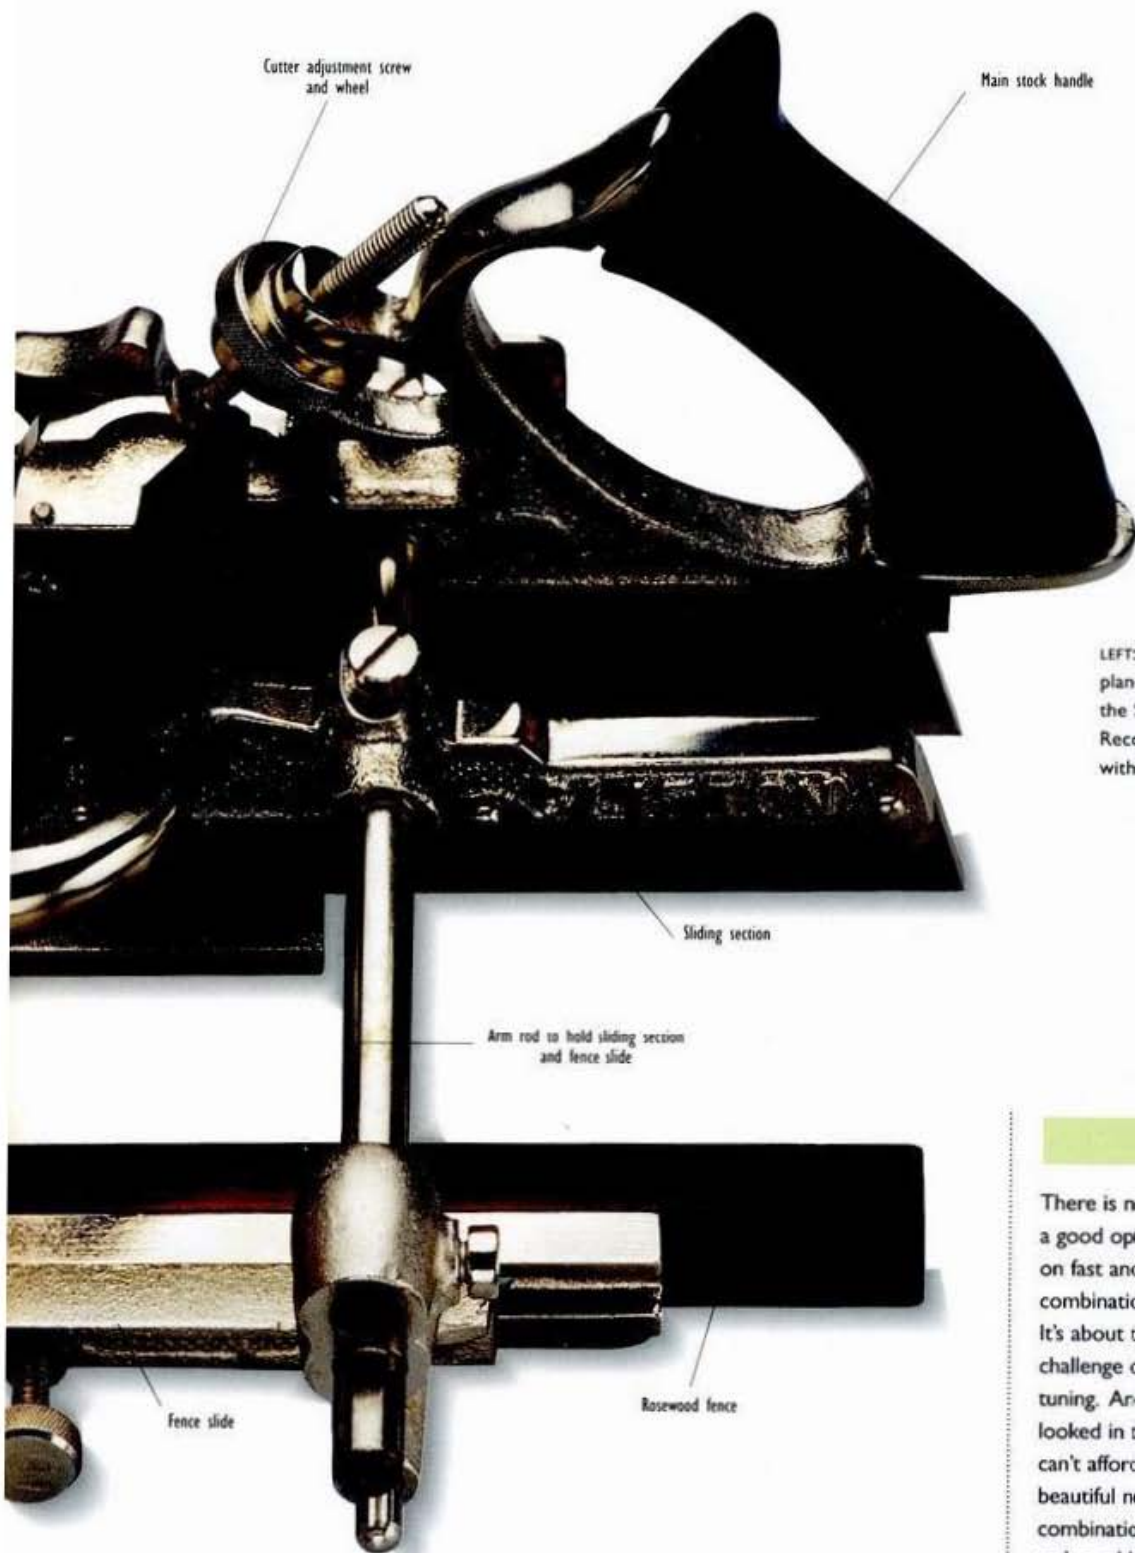 Cutter adjustment screw
and wheel
Main stock handle
LEFT:
plan
the
Reco
with
Sliding section
Arm rod to hold sliding section
and fence slide
Fence slide
Rosewood fence
There is n
a good op
on fast and
combinatio
It's about t
challenge o
tuning. Ar
looked in t
can't afford
beautiful n
combinatio